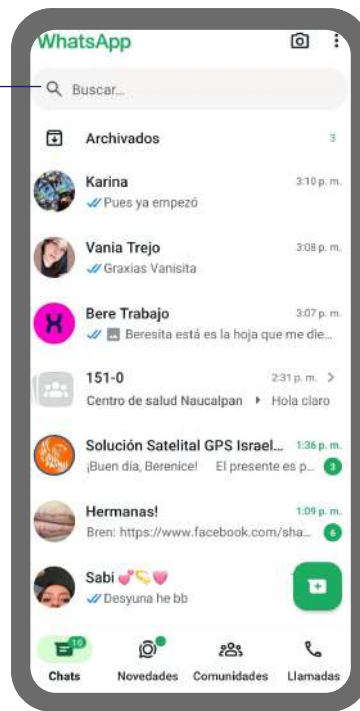 WhatsApp
Buscar...
Archivados 3
Karina 3:10 p. m.
Pues ya empezó
Vania Trejo 3:08 p. m.
Graxias Vanisita
Bere Trabajo 3:07 p. m.
Beresita está es la hoja que me die...
151-0 2:31 p. m.
Centro de salud Naucalpan Hola claro
Solución Satelital GPS Israel... 1:36 p. m.
¡Buen día, Berenice! El presente es p... 3
Hermanas! 1:09 p. m.
Bren: https://www.facebook.com/sha... 6
Sabi 💕💫💗
Desyuna he bb
10
Chats Novedades Comunidades Llamadas